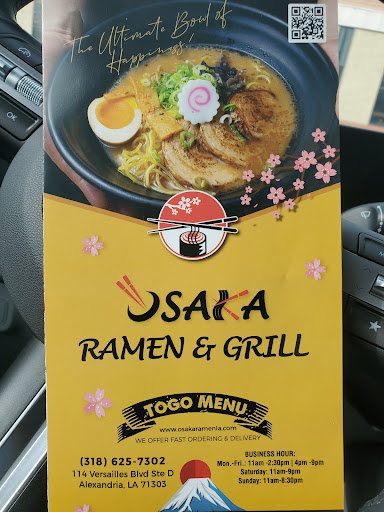 The Ultimate Bowl of
Happiness!
OSAKA
RAMEN & GRILL
TOGO MENU
www.osakaramenla.com
WE OFFER FAST ORDERING & DELIVERY
(318) 625-7302
114 Versailles Blvd Ste D
Alexandria, LA 71303
BUSINESS HOUR:
Mon.-Fri.: 11am -2:30pm | 4pm -9pm
Saturday: 11am-9pm
Sunday: 11am-8:30pm
OK